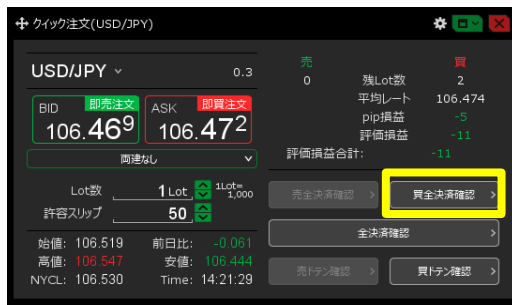 クイック注文(USD/JPY)
USD/JPY 0.3
BID 即売注文 ASK 即買注文
106.469 106.472
両建なし
Lot数 1 Lot 1Lot= 1,000
許容スリップ 50
始値: 106.519 前日比: -0.061
高値: 106.547 安値: 106.444
NYCL: 106.530 Time: 14:21:29
売 買
0 残Lot数 2
平均レート 106.474
pip損益 -5
評価損益 -11
評価損益合計: -11
売全決済確認 買全決済確認
全決済確認
売ドテン確認 買ドテン確認